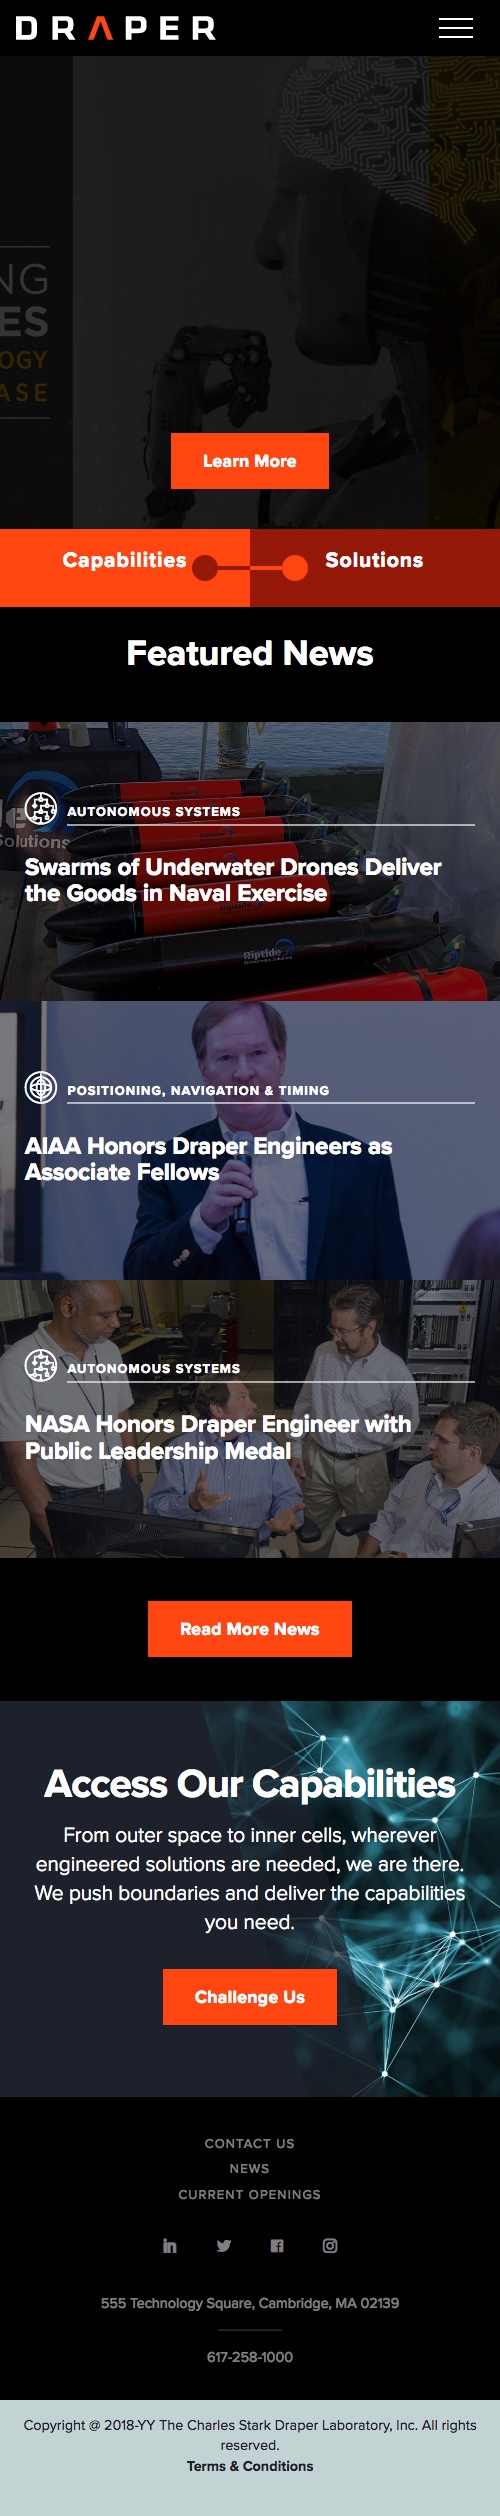 DRAPER
NG
ES
OGY
ASE
Learn More
Capabilities
Solutions
Featured News
AUTONOMOUS SYSTEMS
Solutions
Swarms of Underwater Drones Deliver
the Goods in Naval Exercise
Riptide
POSITIONING, NAVIGATION & TIMING
AIAA Honors Draper Engineers as
Associate Fellows
AUTONOMOUS SYSTEMS
NASA Honors Draper Engineer with
Public Leadership Medal
Read More News
Access Our Capabilities
From outer space to inner cells, wherever
engineered solutions are needed, we are there.
We push boundaries and deliver the capabilities
you need.
Challenge Us
CONTACT US
NEWS
CURRENT OPENINGS
555 Technology Square, Cambridge, MA 02139
617-258-1000
Copyright @ 2018-YY The Charles Stark Draper Laboratory, Inc. All rights
reserved.
Terms & Conditions